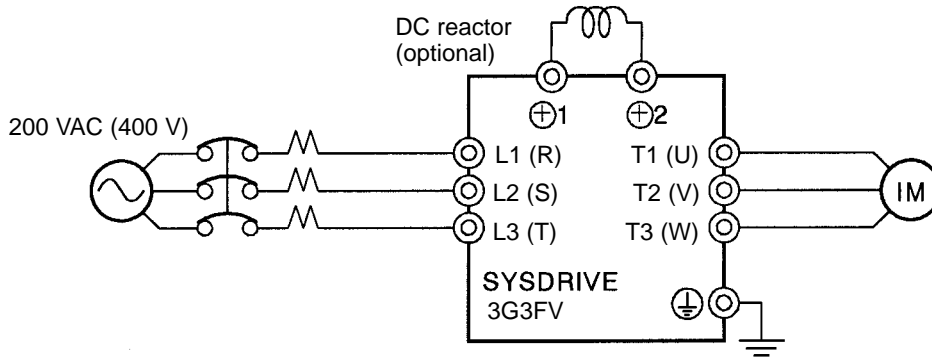 DC reactor
(optional)
⊕1
⊕2
200 VAC (400 V)
L1 (R)
T1 (U)
L2 (S)
T2 (V)
IM
L3 (T)
T3 (W)
SYSDRIVE
3G3FV